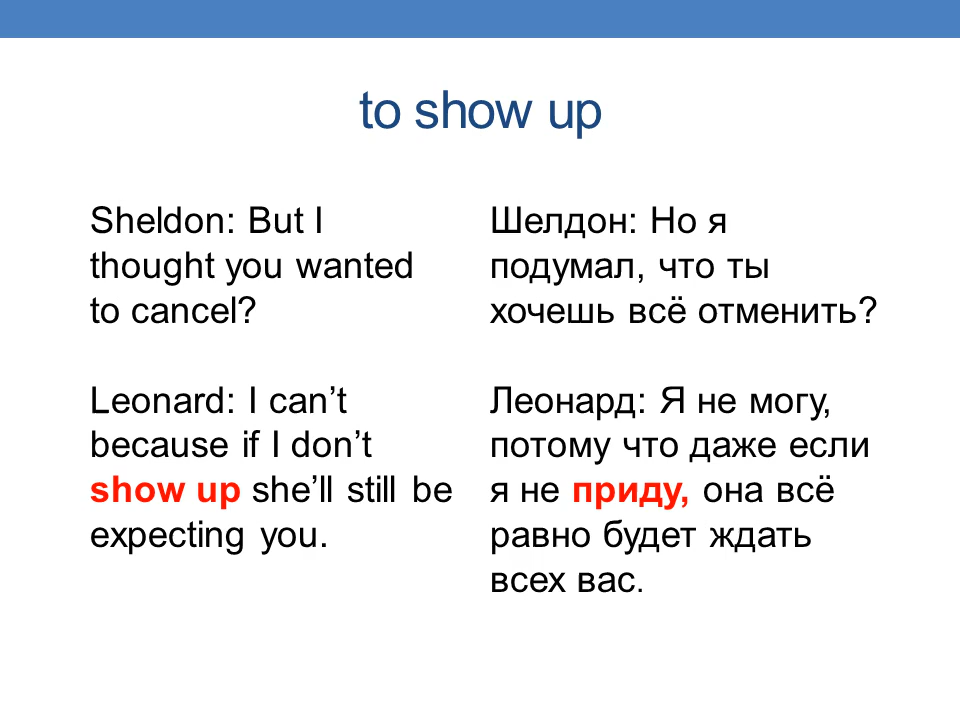 to show up
Sheldon: But I
thought you wanted
to cancel?
Leonard: I can’t
because if I don’t
show up she’ll still be
expecting you.
Шелдон: Но я
подумал, что ты
хочешь всё отменить?
Леонард: Я не могу,
потому что даже если
я не приду, она всё
равно будет ждать
всех вас.